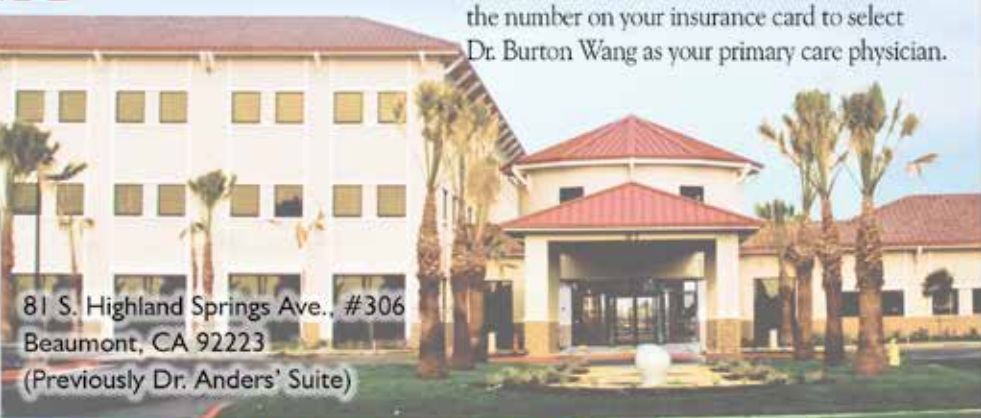 the number on your insurance card to select
Dr. Burton Wang as your primary care physician.
81 S. Highland Springs Ave., #306
Beaumont, CA 92223
(Previously Dr. Anders’ Suite)